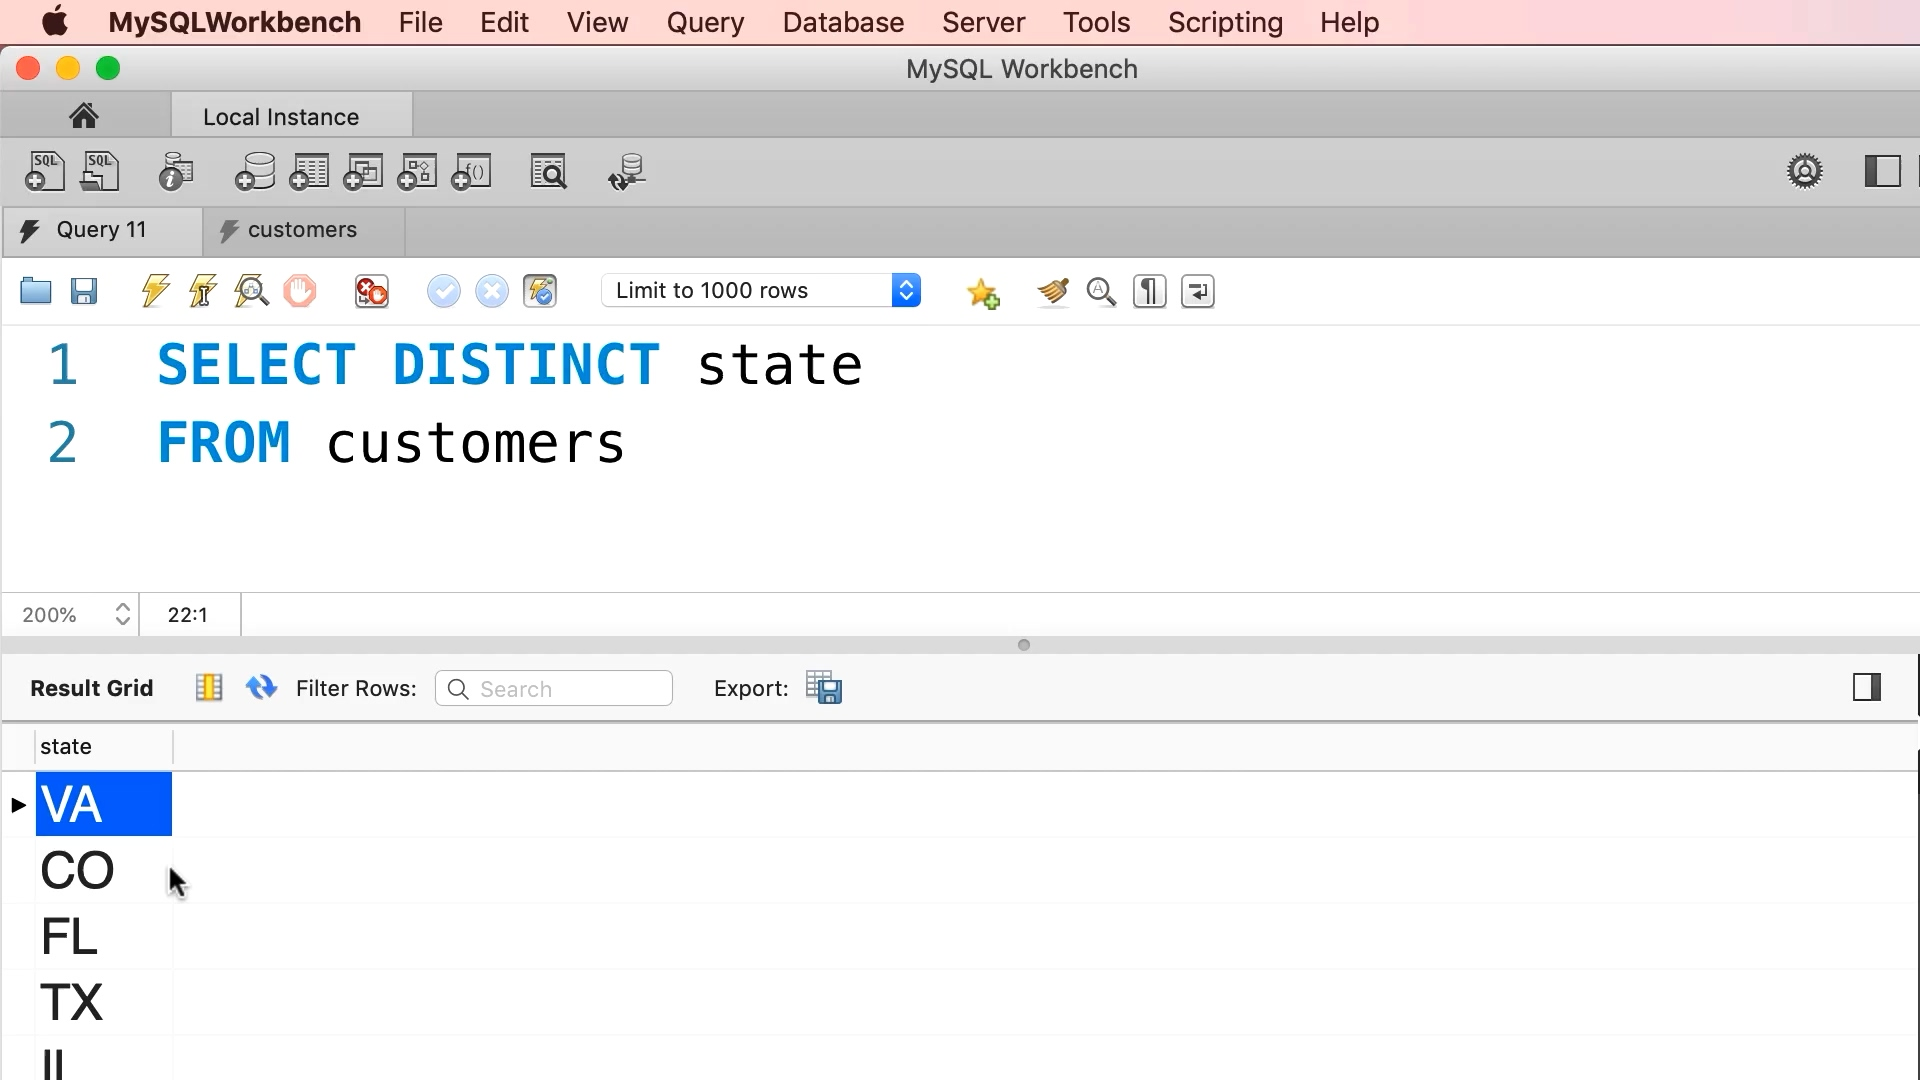 MySQLWorkbench File Edit View Query Database Server Tools Scripting Help
MySQL Workbench
Local Instance
SQL SQL
Query 11 customers
Limit to 1000 rows
1 SELECT DISTINCT state
2 FROM customers
200% 22:1
Result Grid Filter Rows: Search Export:
state
VA
CO
FL
TX